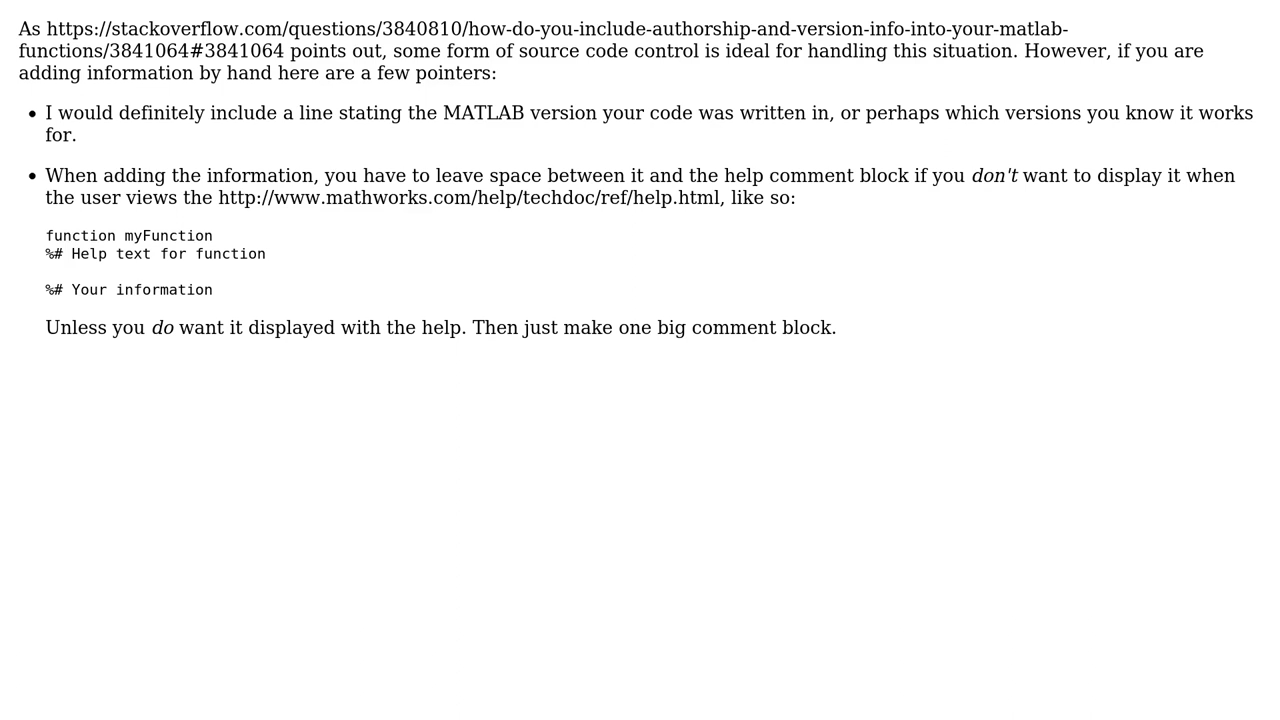 As https://stackoverflow.com/questions/3840810/how-do-you-include-authorship-and-version-info-into-your-matlab-
functions/3841064#3841064 points out, some form of source code control is ideal for handling this situation. However, if you are
adding information by hand here are a few pointers:
• I would definitely include a line stating the MATLAB version your code was written in, or perhaps which versions you know it works
for.
• When adding the information, you have to leave space between it and the help comment block if you don't want to display it when
the user views the http://www.mathworks.com/help/techdoc/ref/help.html, like so:
function myFunction
%# Help text for function
%# Your information
Unless you do want it displayed with the help. Then just make one big comment block.